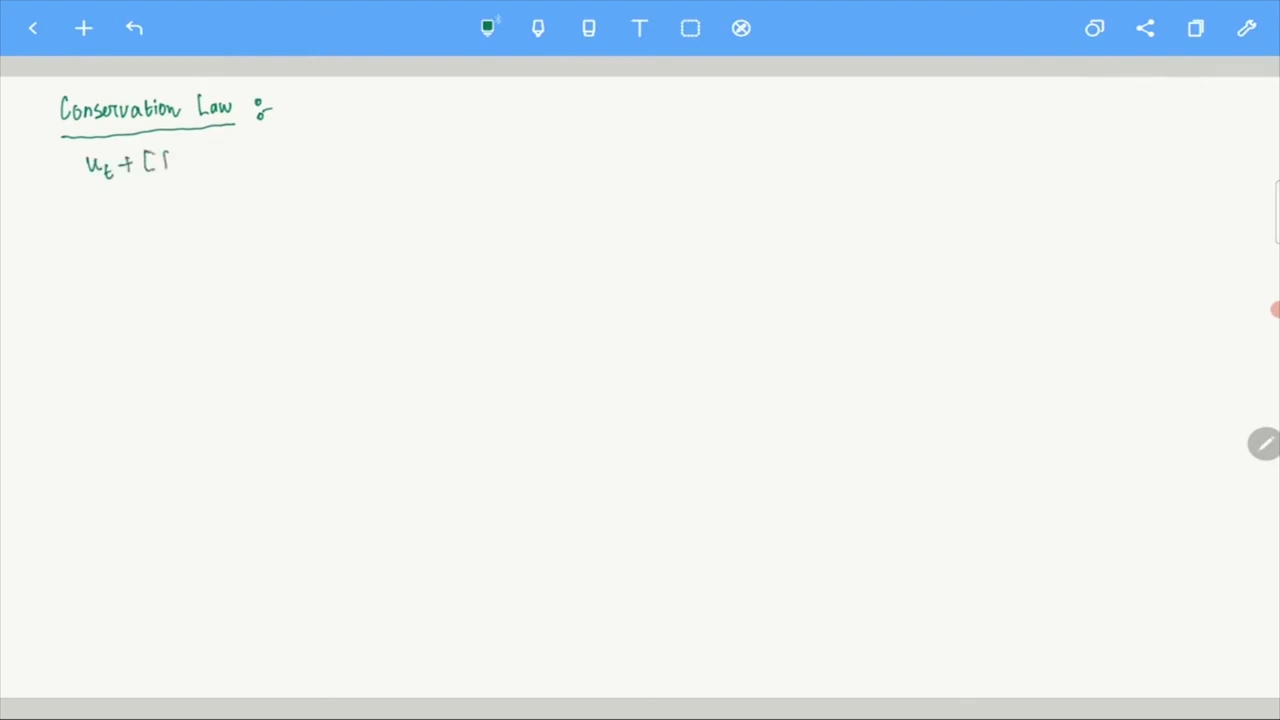 Conservation Law :-
u_t + [ſ